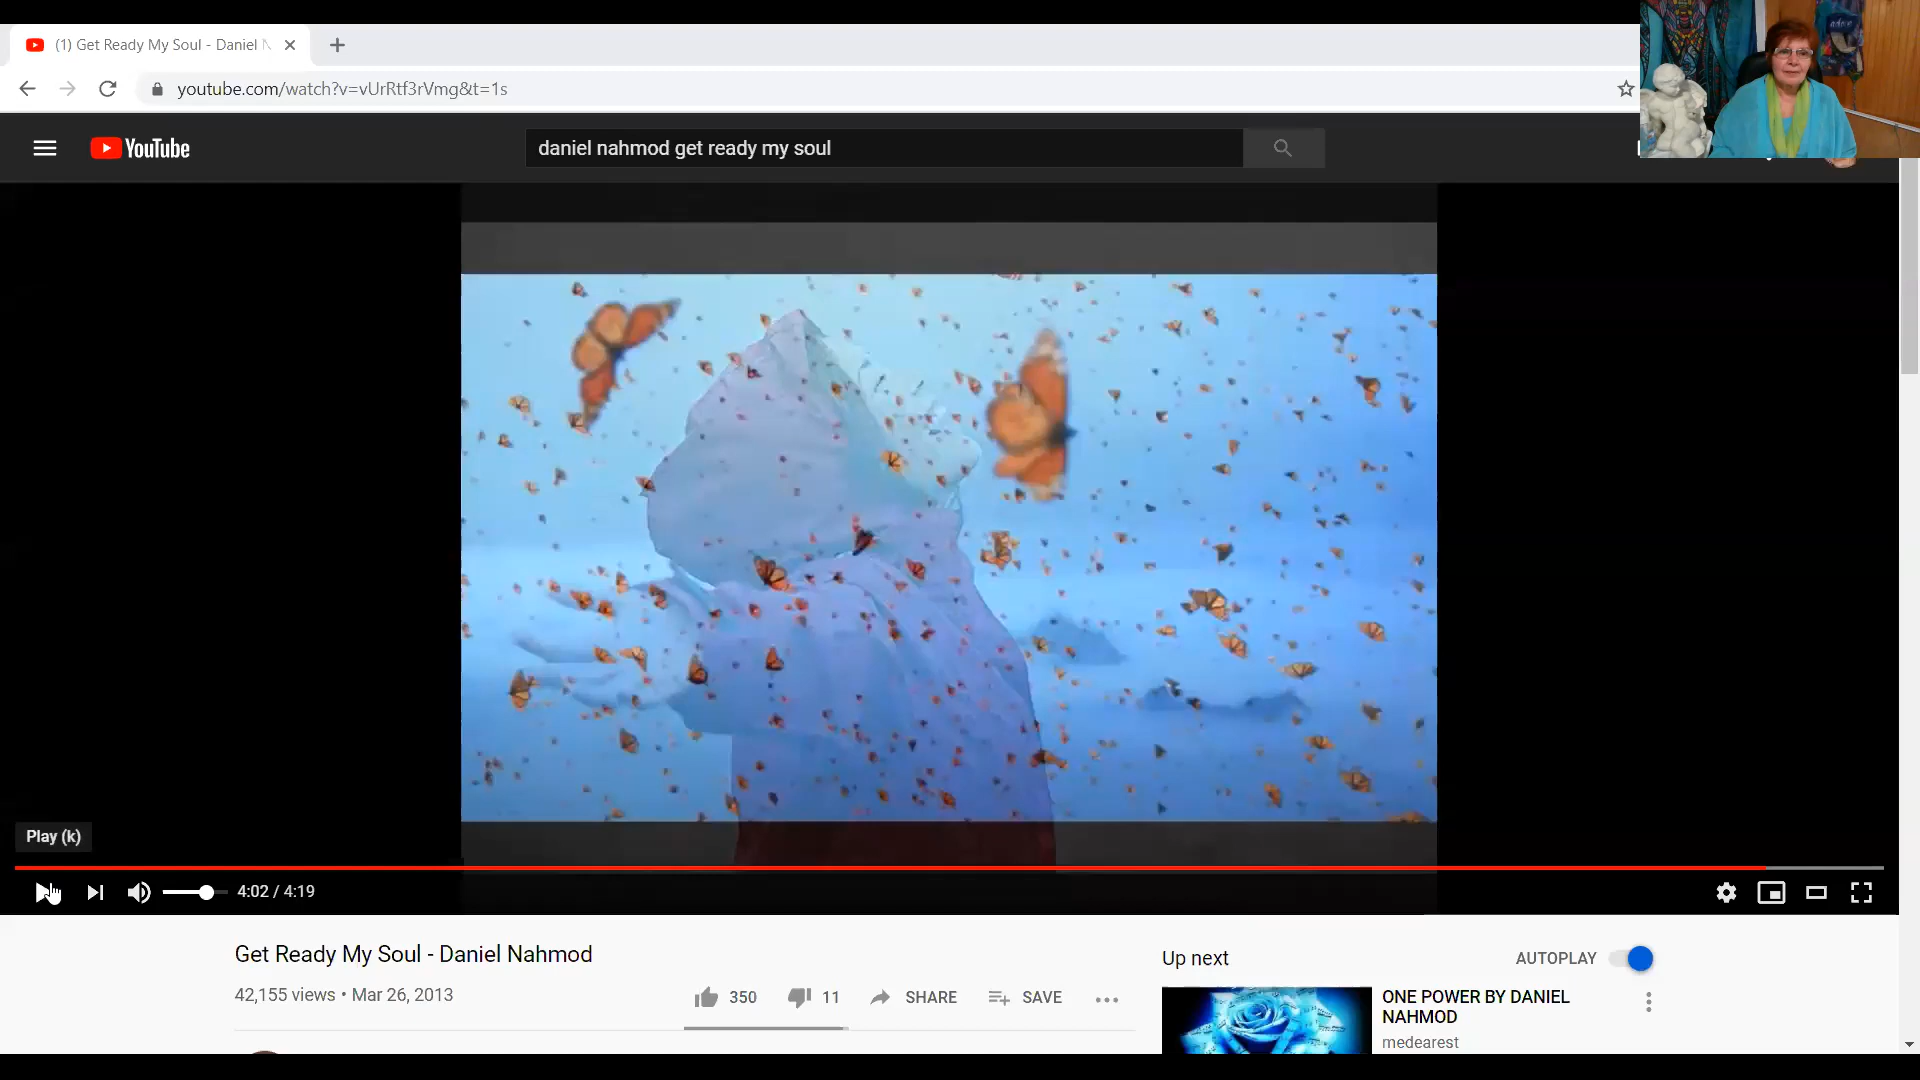 (1) Get Ready My Soul - Daniel N
youtube.com/watch?v=vUrRtf3rVmg&t=1s
YouTube
daniel nahmod get ready my soul
Play (k)
4:02 / 4:19
Get Ready My Soul - Daniel Nahmod
42,155 views • Mar 26, 2013
350
11
SHARE
SAVE
Up next
AUTOPLAY
ONE POWER BY DANIEL
NAHMOD
medearest